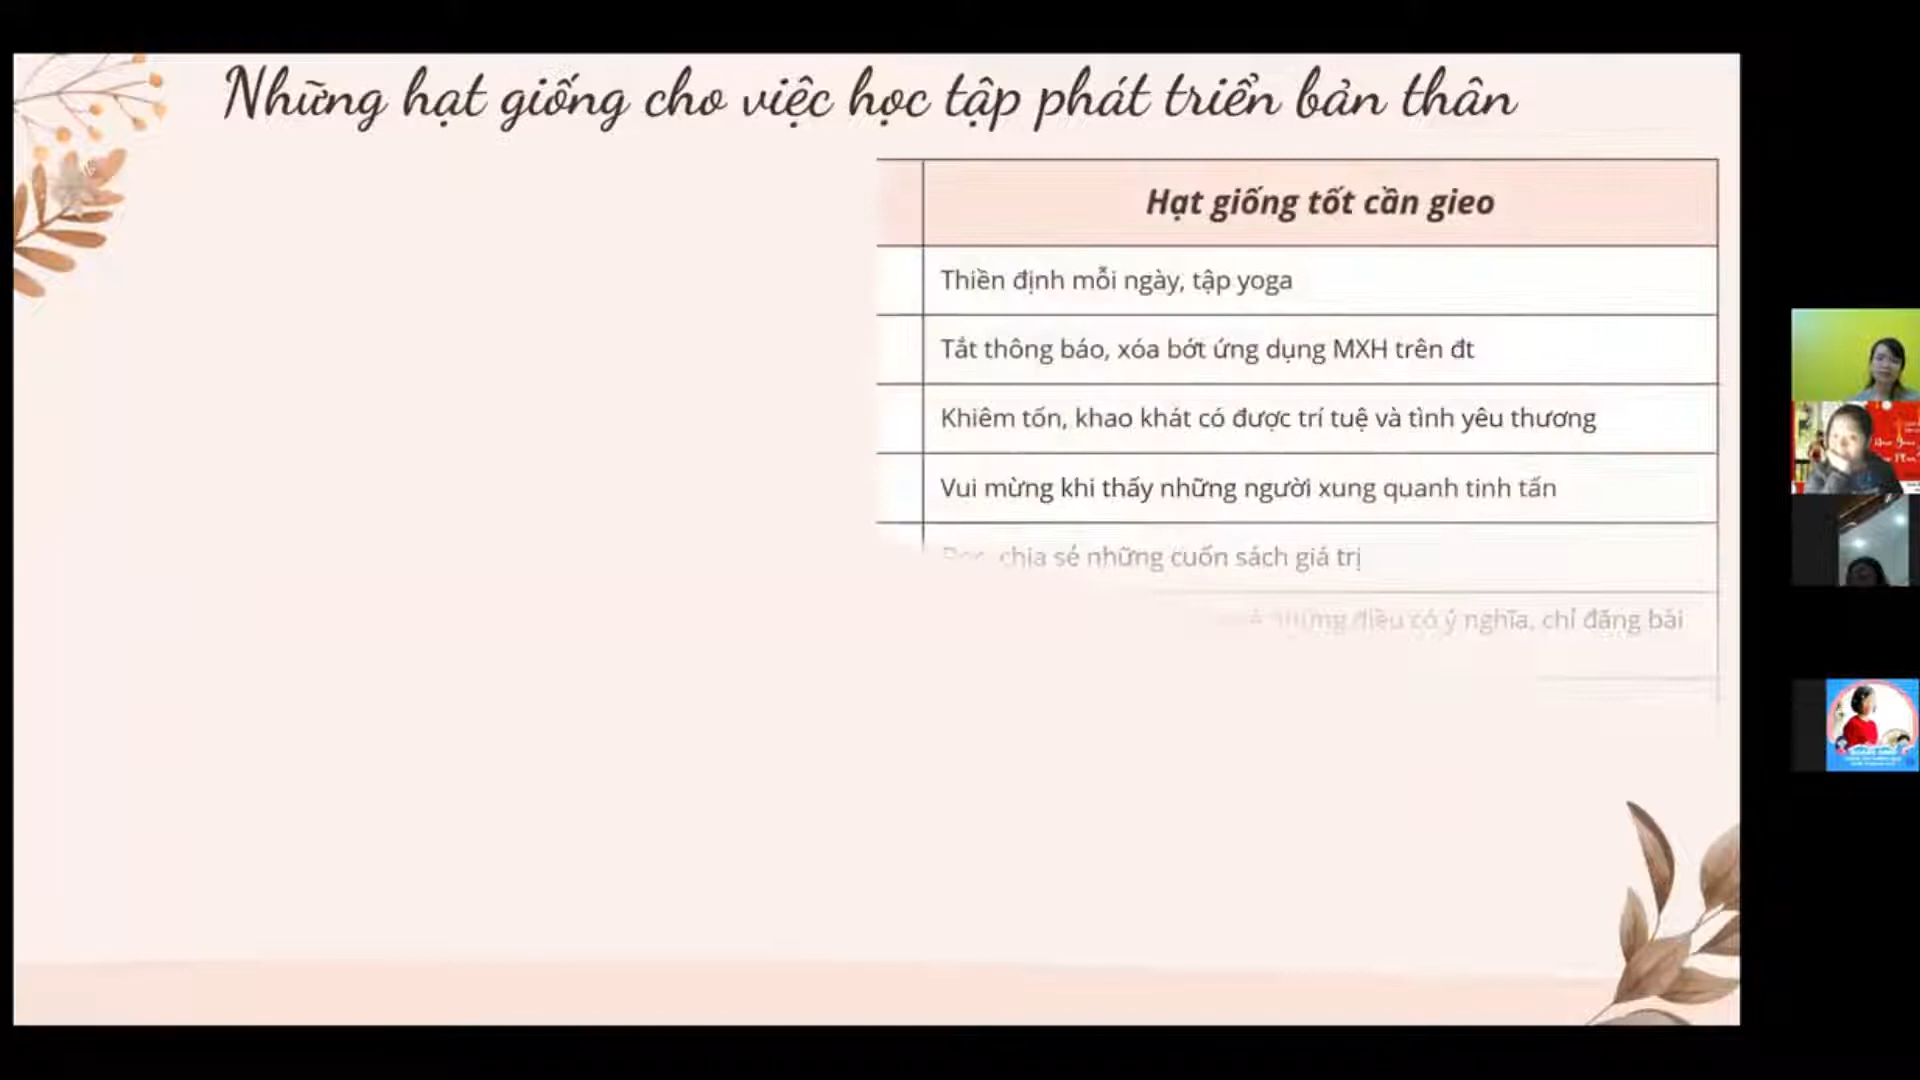 Những hạt giống cho việc học tập phát triển bản thân
Hạt giống tốt cần gieo
Thiền định mỗi ngày, tập yoga
Tắt thông báo, xóa bớt ứng dụng MXH trên đt
Khiêm tốn, khao khát có được trí tuệ và tình yêu thương
Vui mừng khi thấy những người xung quanh tinh tấn
chia sẻ những cuốn sách giá trị
những điều có ý nghĩa, chỉ đăng bài